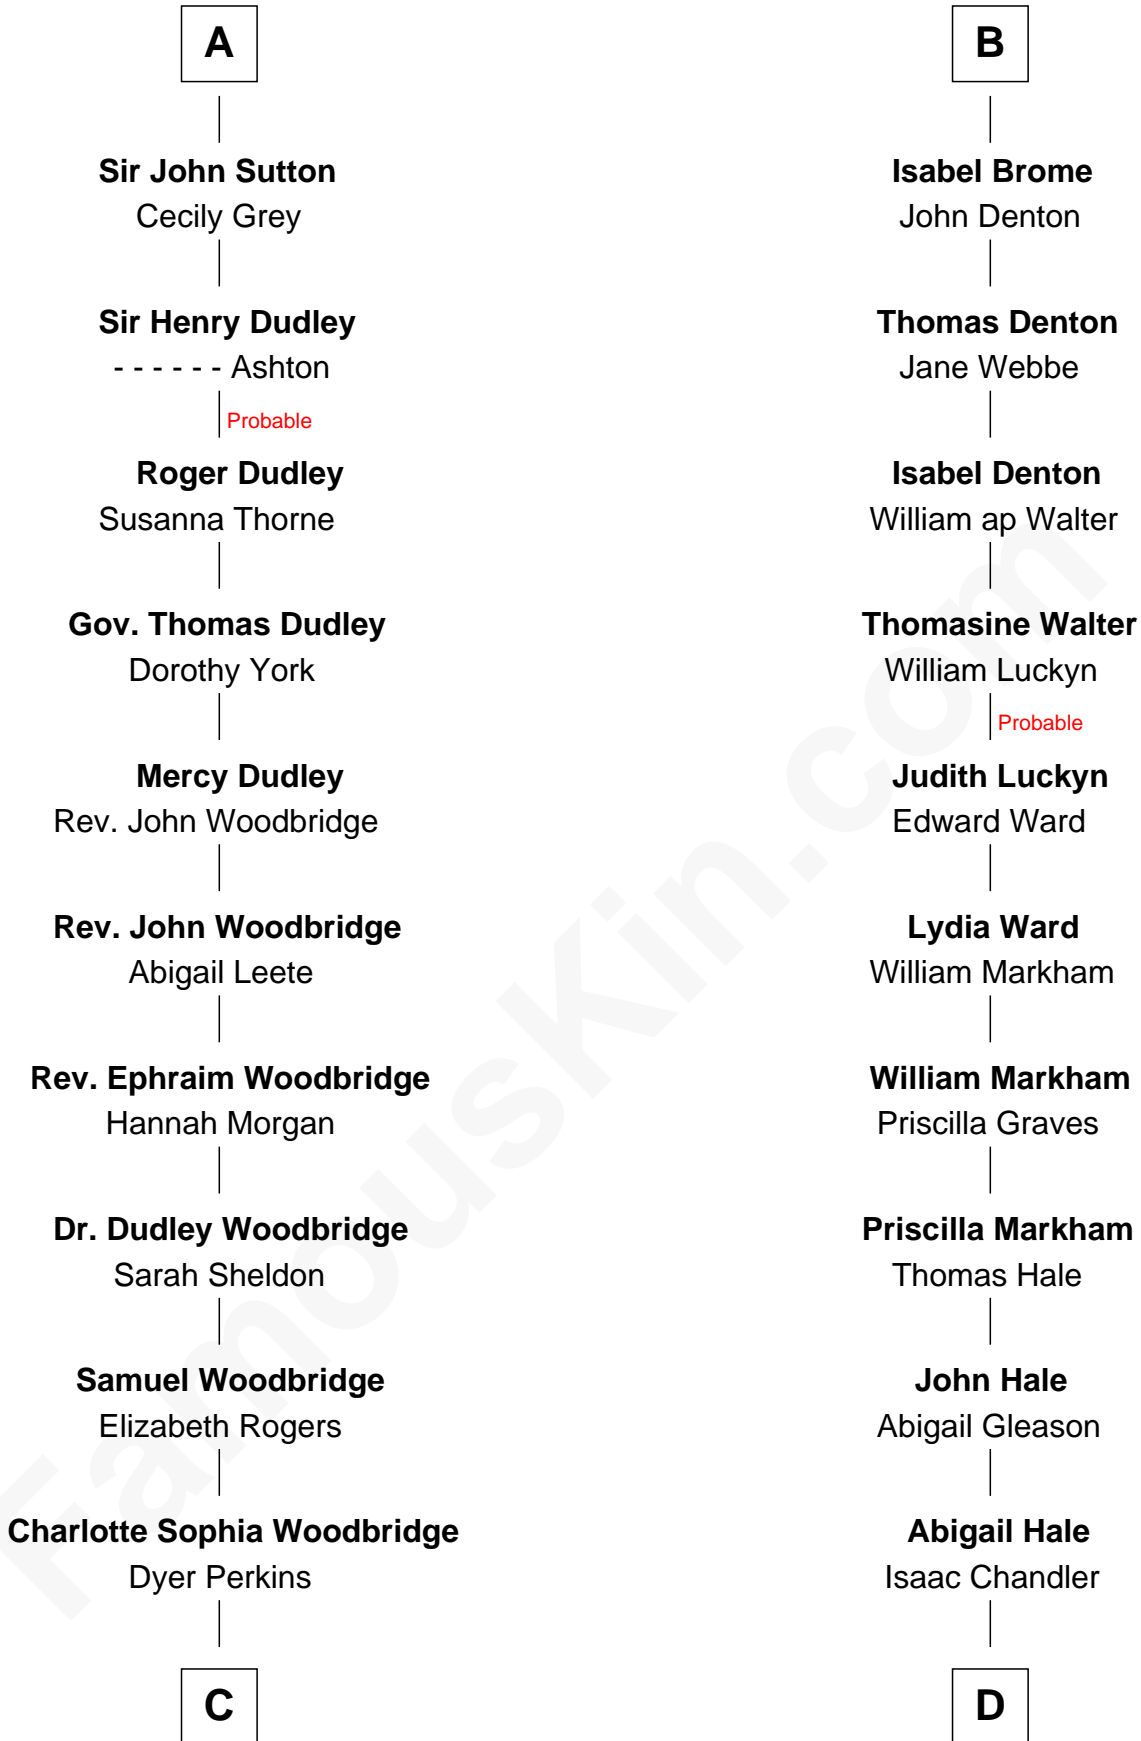 A
Sir John Sutton
Cecily Grey
Sir Henry Dudley
- - - - - - Ashton
Probable
Roger Dudley
Susanna Thorne
Gov. Thomas Dudley
Dorothy York
Mercy Dudley
Rev. John Woodbridge
Rev. John Woodbridge
Abigail Leete
Rev. Ephraim Woodbridge
Hannah Morgan
Dr. Dudley Woodbridge
Sarah Sheldon
Samuel Woodbridge
Elizabeth Rogers
Charlotte Sophia Woodbridge
Dyer Perkins
C
B
Isabel Brome
John Denton
Thomas Denton
Jane Webbe
Isabel Denton
William ap Walter
Thomasine Walter
William Luckyn
Probable
Judith Luckyn
Edward Ward
Lydia Ward
William Markham
William Markham
Priscilla Graves
Priscilla Markham
Thomas Hale
John Hale
Abigail Gleason
Abigail Hale
Isaac Chandler
D
FamousKin.com